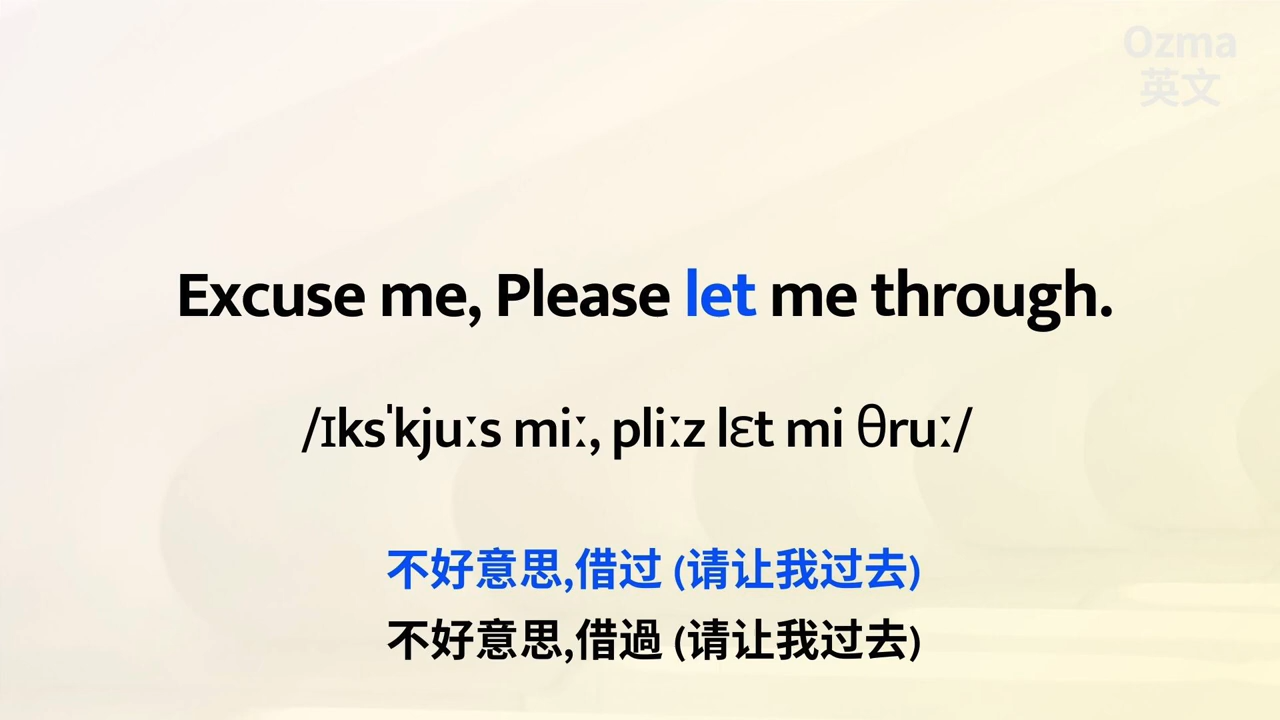 Ozma
英文
Excuse me, Please let me through.
/ɪksˈkjuːs miː, pliːz lɛt mi θruː/
不好意思,借过 (请让我过去)
不好意思,借過 (请让我过去)